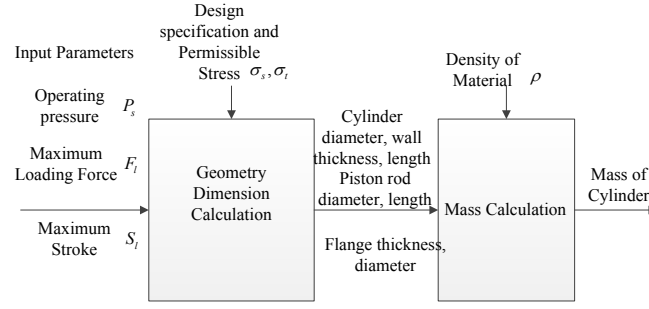 Design
specification and
Permissible
Stress σs,σt
Input Parameters
Operating
pressure Ps
Maximum
Loading Force Fl
Maximum
Stroke Sl
Geometry
Dimension
Calculation
Cylinder
diameter, wall
thickness, length
Piston rod
diameter, length
Flange thickness,
diameter
Density of
Material ρ
Mass Calculation
Mass of
Cylinder